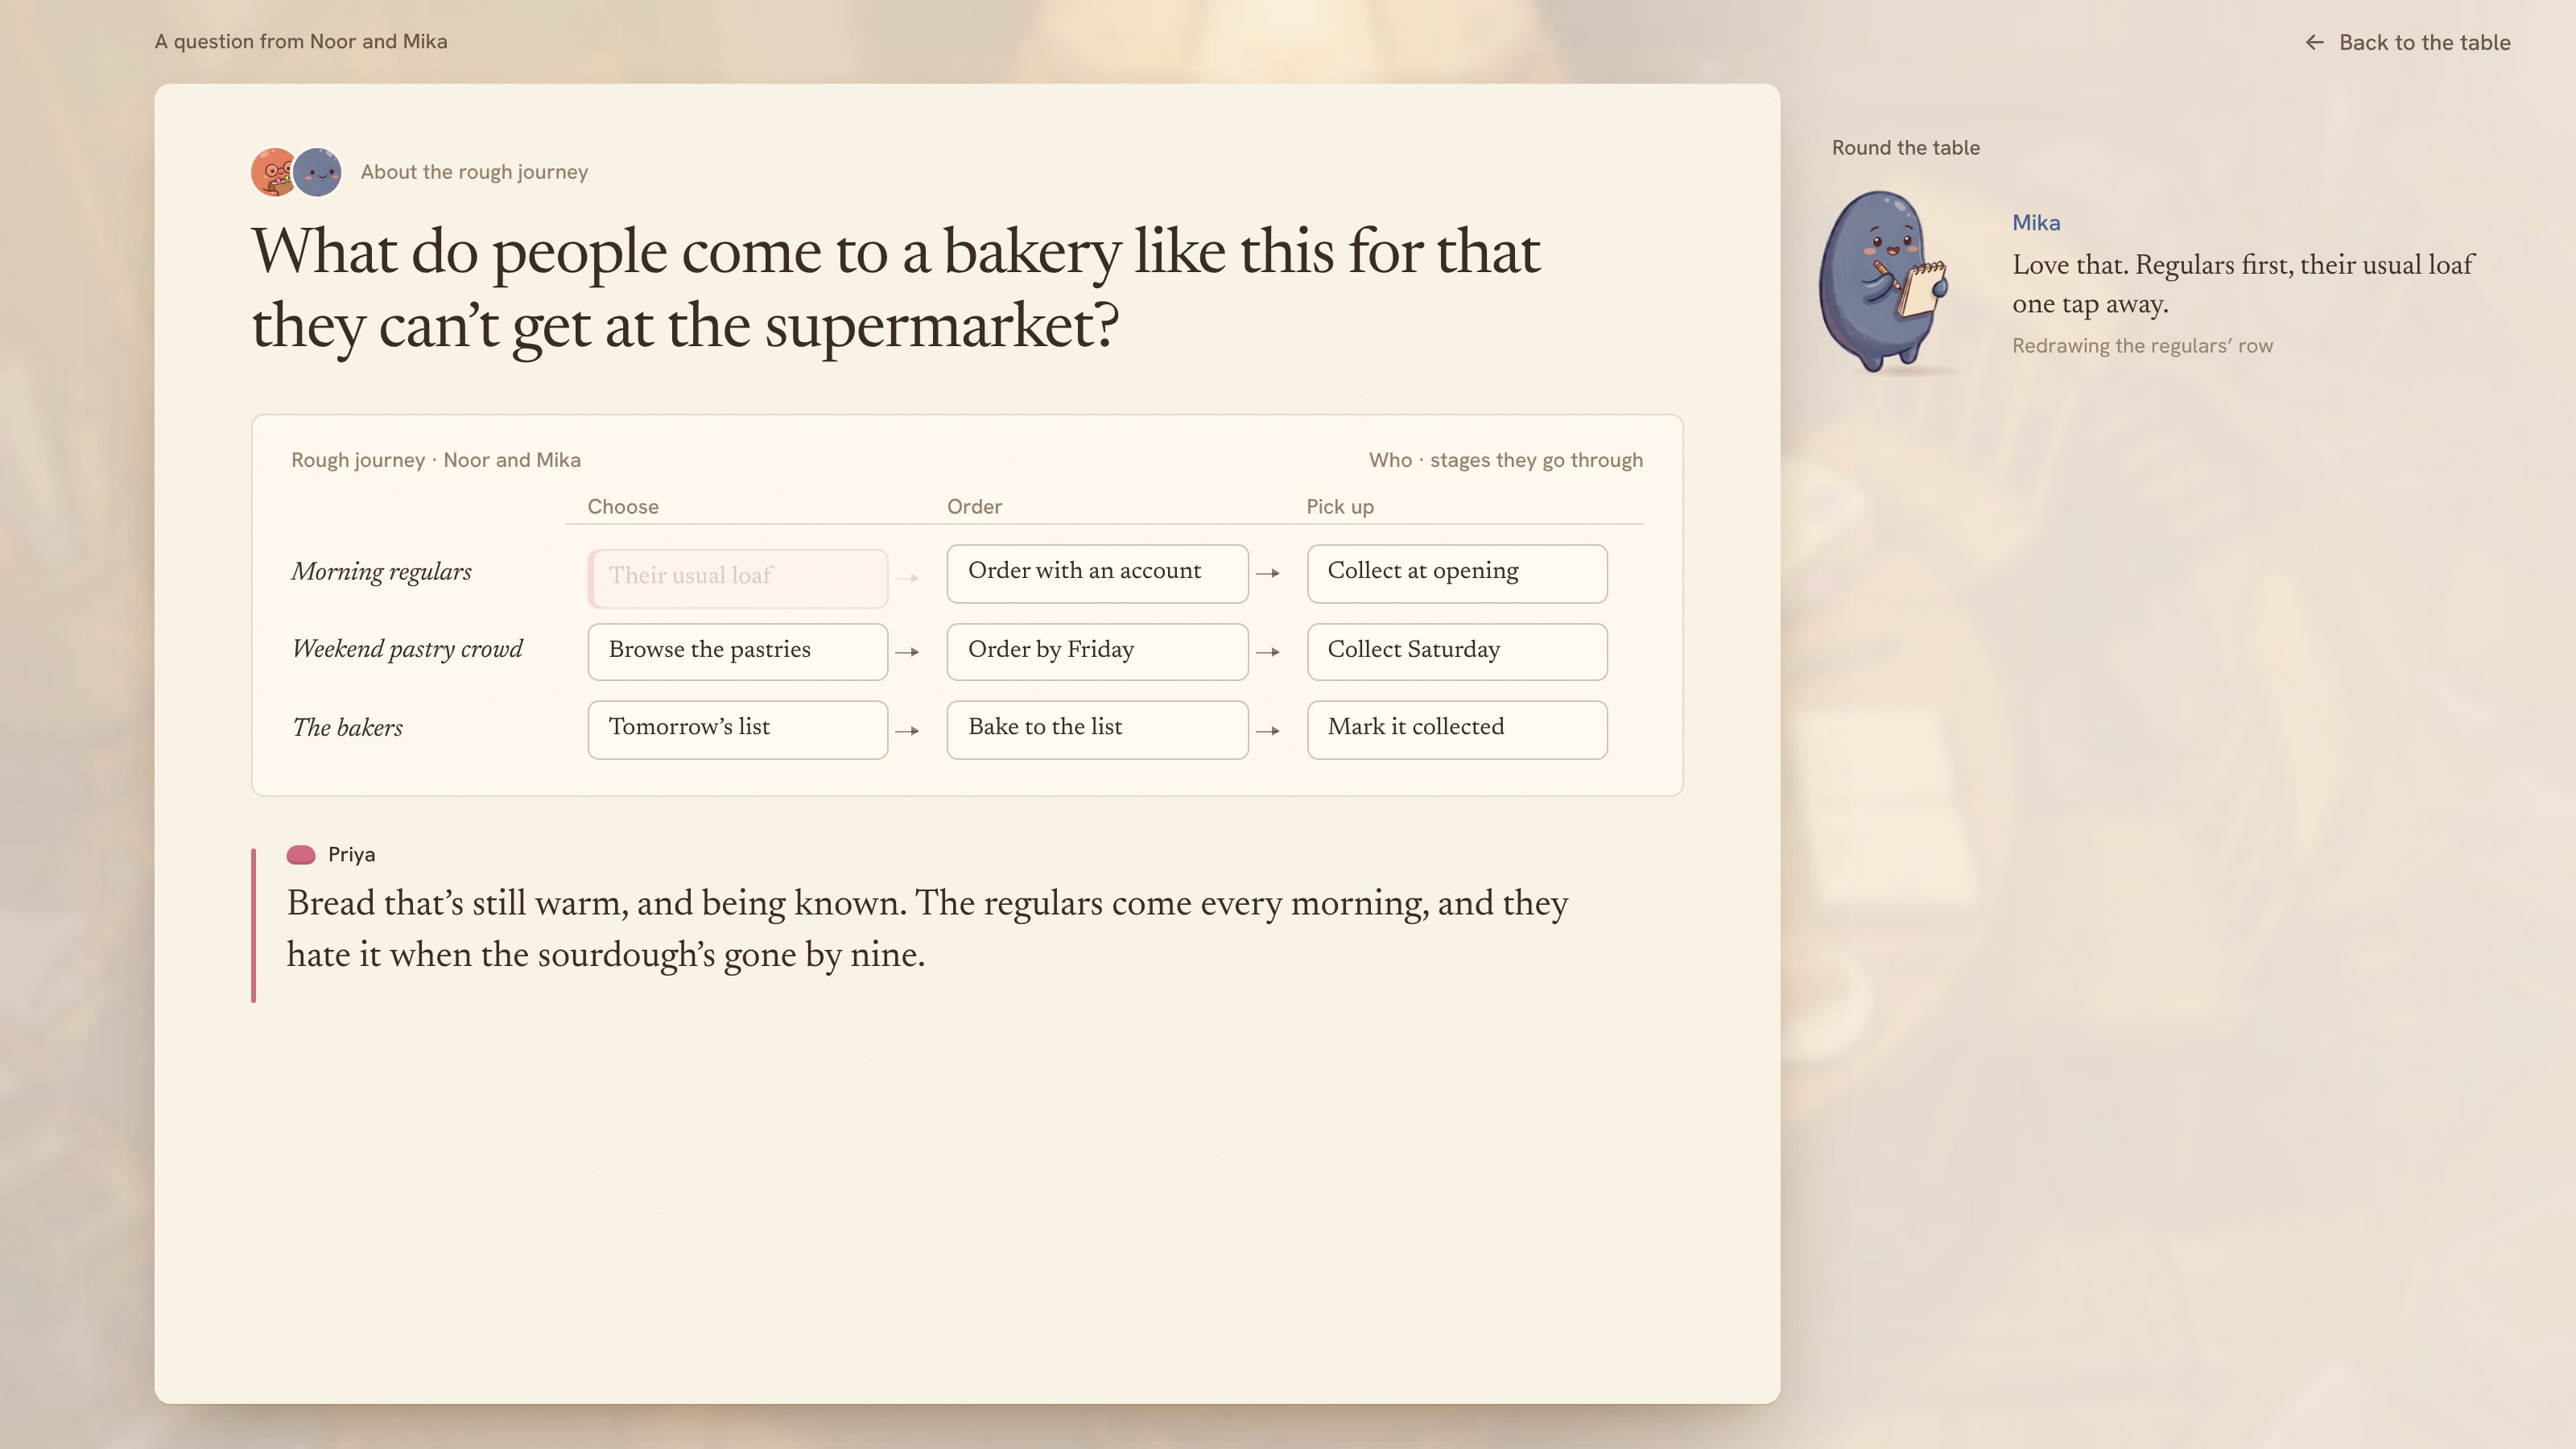 A question from Noor and Mika
← Back to the table
About the rough journey
What do people come to a bakery like this for that
they can’t get at the supermarket?
Rough journey · Noor and Mika
Who · stages they go through
Choose
Order
Pick up
Morning regulars
Their usual loaf
Order with an account
Collect at opening
Weekend pastry crowd
Browse the pastries
Order by Friday
Collect Saturday
The bakers
Tomorrow’s list
Bake to the list
Mark it collected
Priya
Bread that’s still warm, and being known. The regulars come every morning, and they
hate it when the sourdough’s gone by nine.
Round the table
Mika
Love that. Regulars first, their usual loaf
one tap away.
Redrawing the regulars’ row